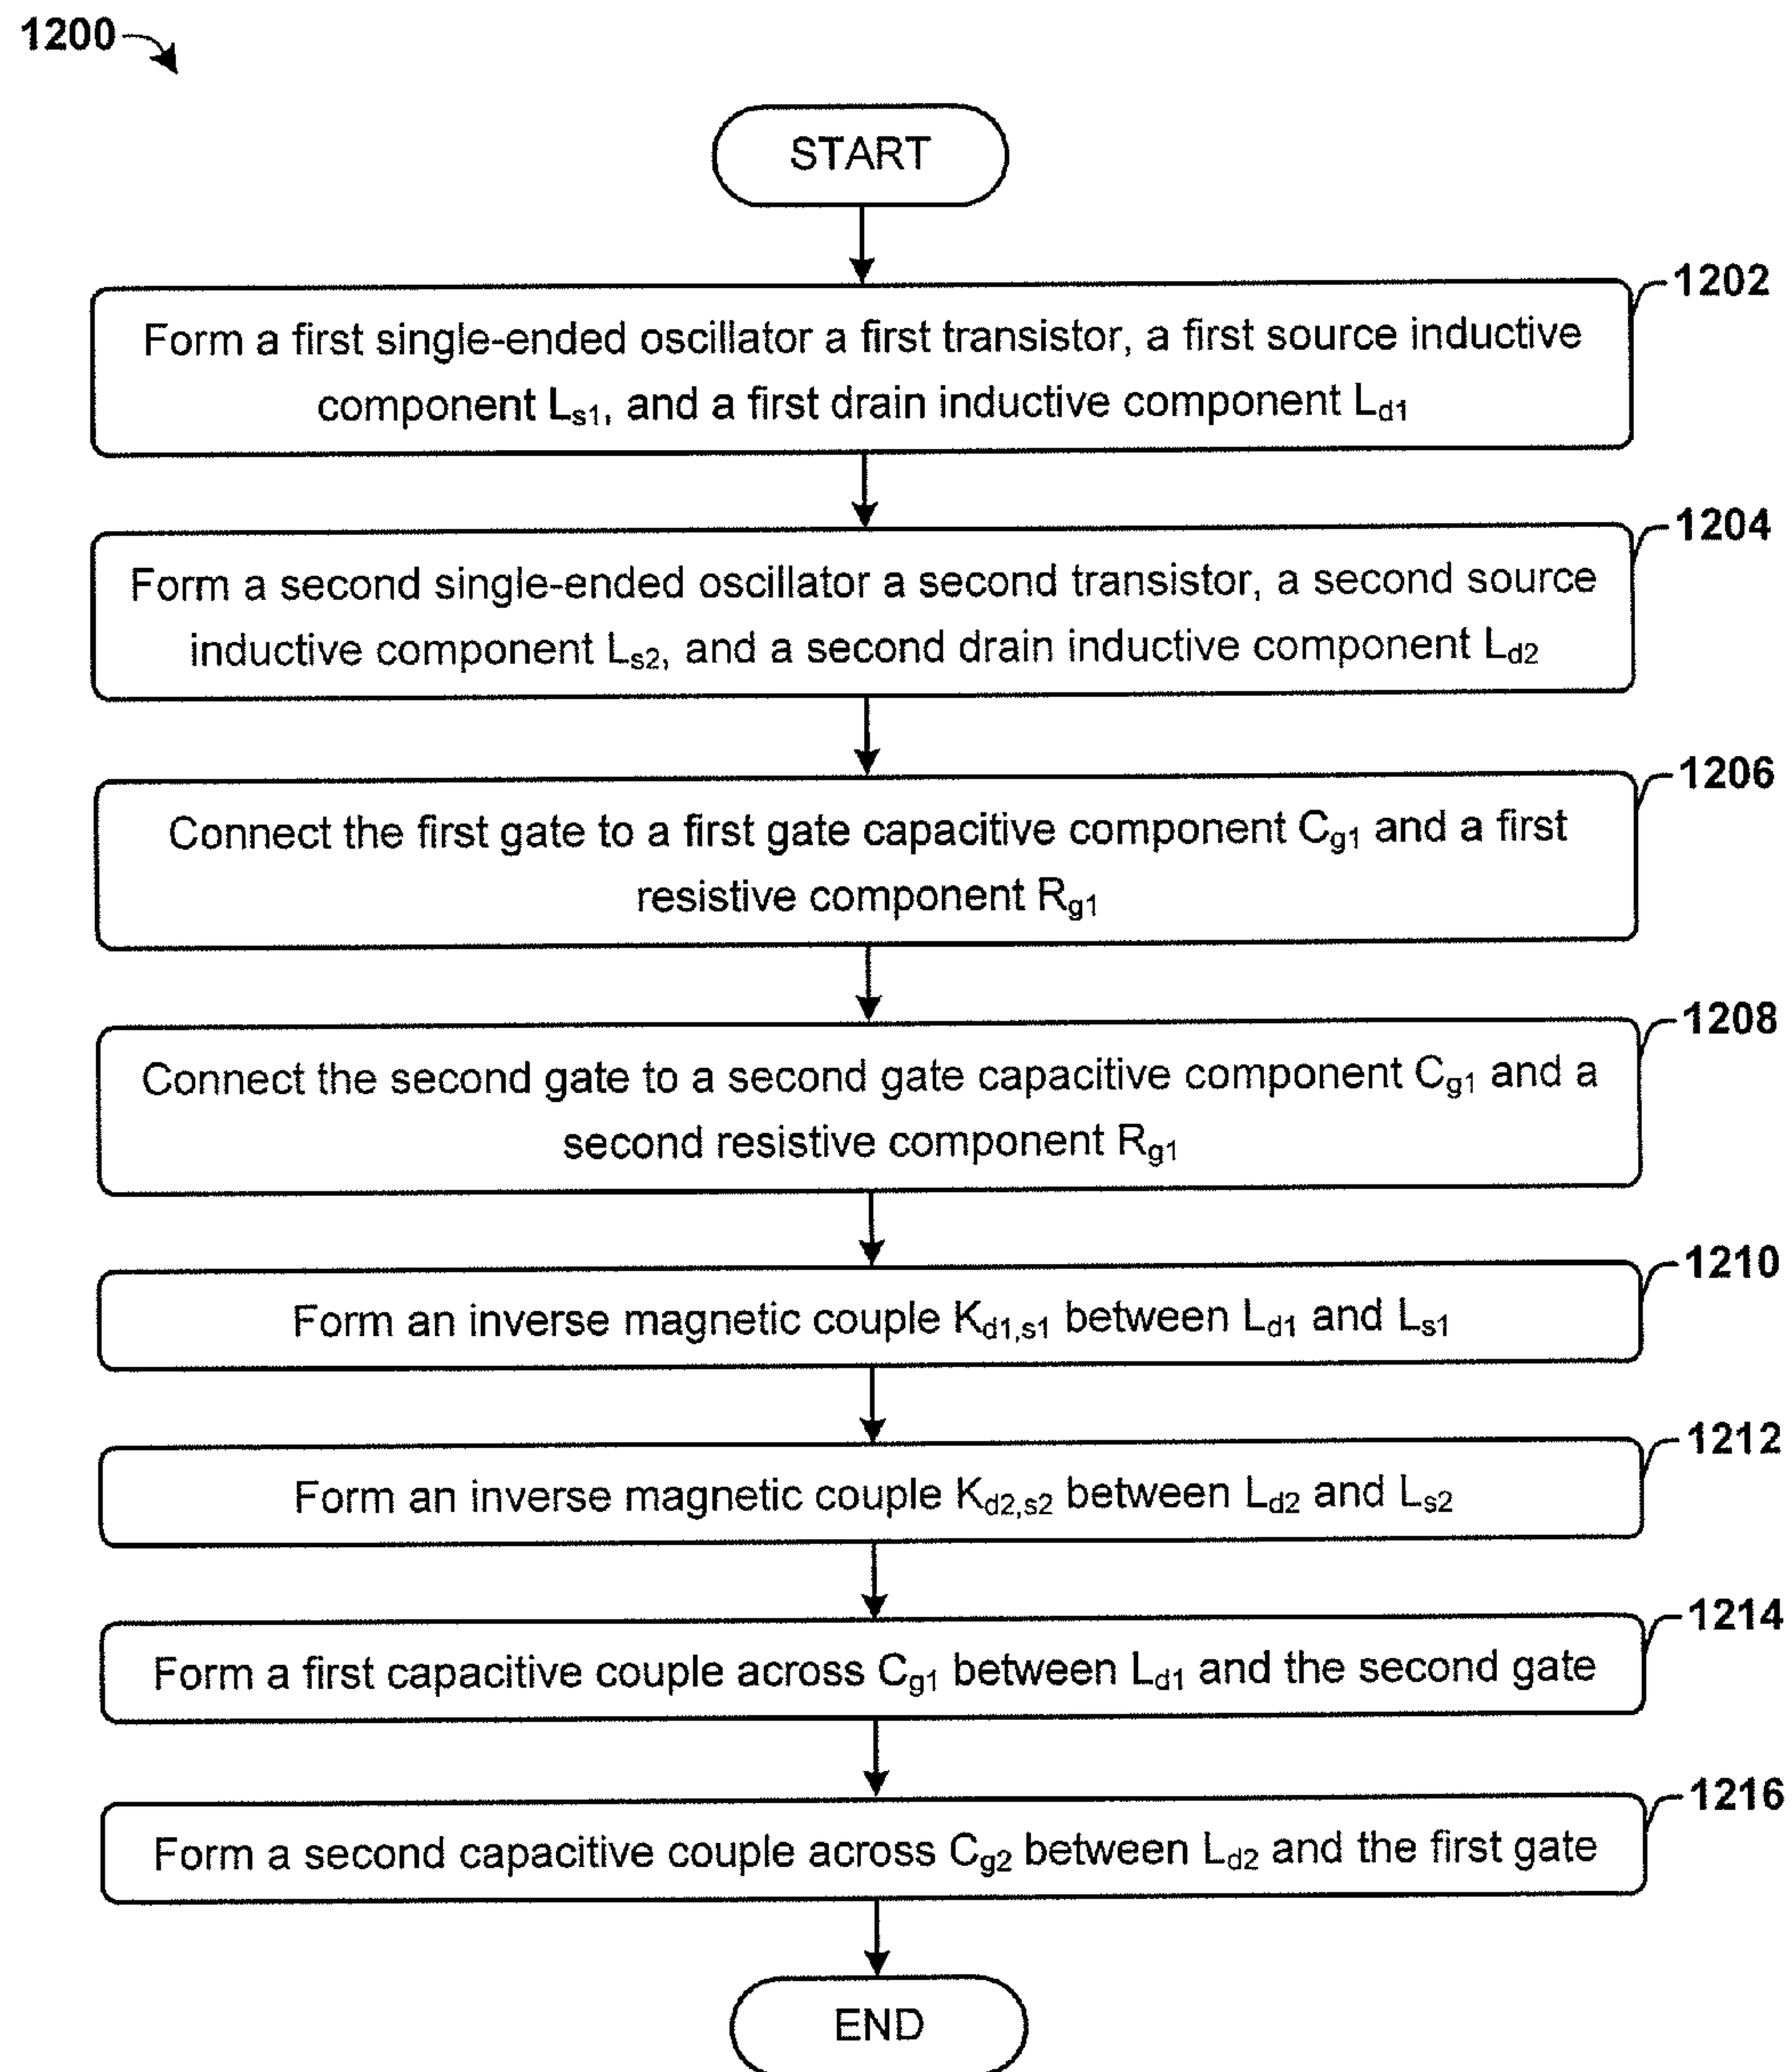 1200
START
1202
Form a first single-ended oscillator a first transistor, a first source inductive
component Ls1, and a first drain inductive component Ld1
1204
Form a second single-ended oscillator a second transistor, a second source
inductive component Ls2, and a second drain inductive component Ld2
1206
Connect the first gate to a first gate capacitive component Cg1 and a first
resistive component Rg1
1208
Connect the second gate to a second gate capacitive component Cg1 and a
second resistive component Rg1
1210
Form an inverse magnetic couple Kd1,s1 between Ld1 and Ls1
1212
Form an inverse magnetic couple Kd2,s2 between Ld2 and Ls2
1214
Form a first capacitive couple across Cg1 between Ld1 and the second gate
1216
Form a second capacitive couple across Cg2 between Ld2 and the first gate
END